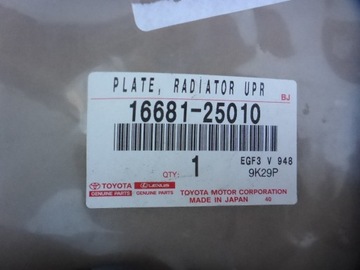 PLATE, RADIATOR UPR
BJ
16681-25010
QTY: 1
EGF3 V 948
9K29P
TOYOTA LEXUS
GENUINE PARTS GENUINE PARTS
TOYOTA MOTOR CORPORATION
MADE IN JAPAN 40